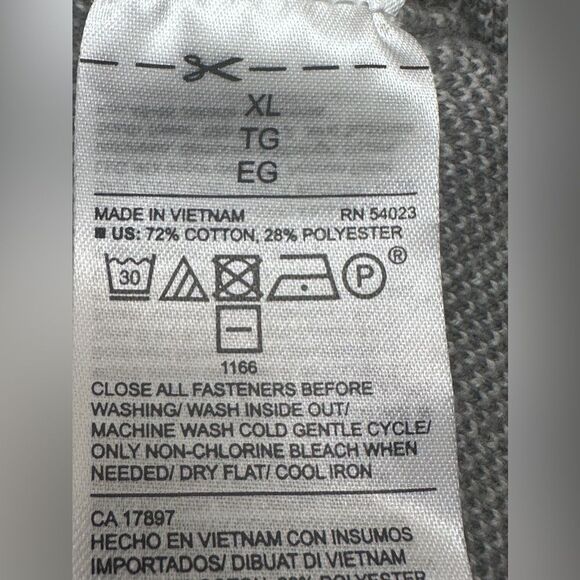 XL
TG
EG
MADE IN VIETNAM RN 54023
■ US: 72% COTTON, 28% POLYESTER
30 P ®
1166
CLOSE ALL FASTENERS BEFORE
WASHING/ WASH INSIDE OUT/
MACHINE WASH COLD GENTLE CYCLE/
ONLY NON-CHLORINE BLEACH WHEN
NEEDED/ DRY FLAT/ COOL IRON
CA 17897
HECHO EN VIETNAM CON INSUMOS
IMPORTADOS/ DIBUAT DI VIETNAM
POLYESTER